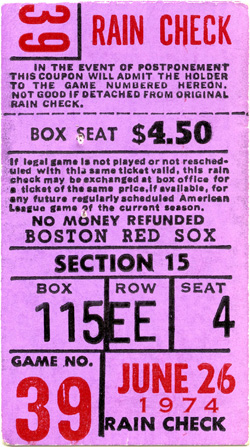 39 RAIN CHECK
IN THE EVENT OF POSTPONEMENT
THIS COUPON WILL ADMIT THE HOLDER
TO THE GAME NUMBERED HEREON.
NOT GOOD IF DETACHED FROM ORIGINAL
RAIN CHECK.
BOX SEAT $4.50
If legal game is not played or not resched-
uled with this same ticket valid, this rain
check may be exchanged at box office for
a ticket of the same price, if available, for
any future regularly scheduled American
League game of the current season.
NO MONEY REFUNDED
BOSTON RED SOX
SECTION 15
BOX ROW SEAT
115 EE 4
GAME NO.
39
JUNE 26
1974
RAIN CHECK